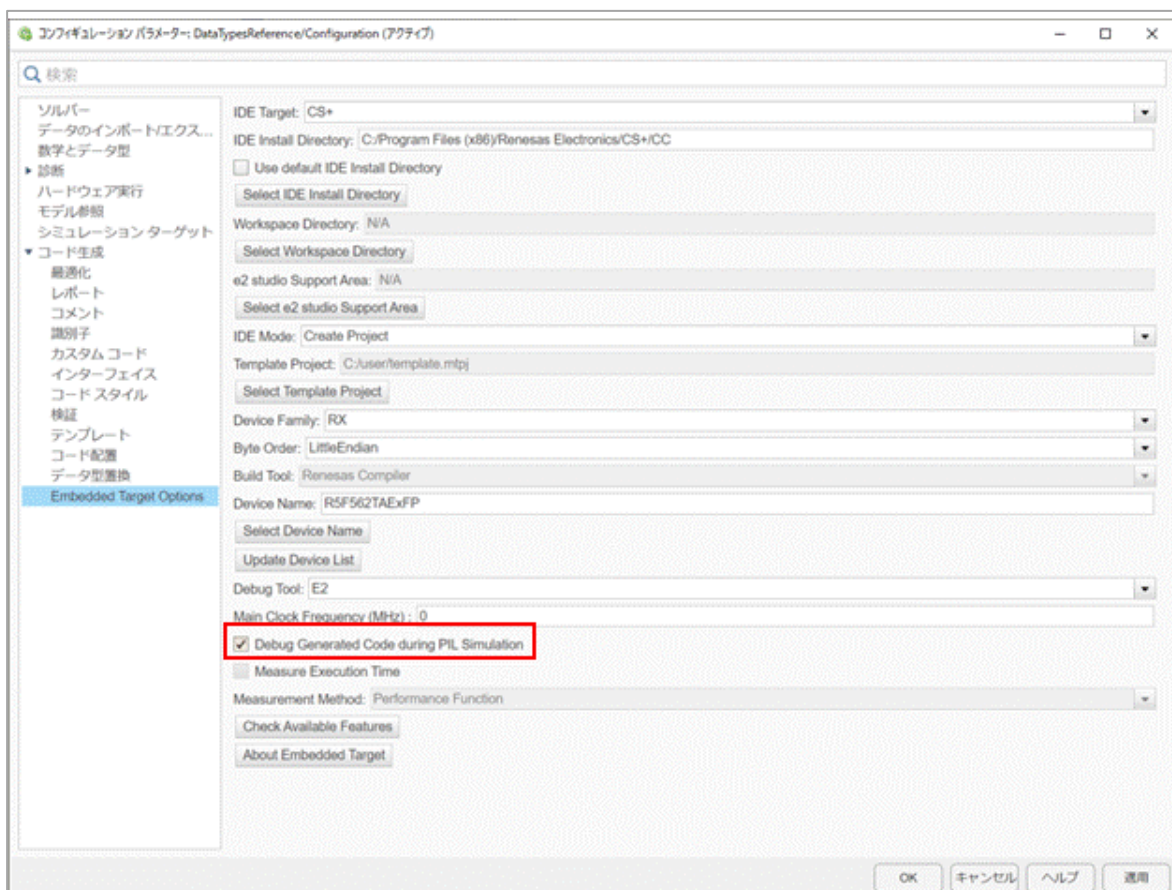 コンフィギュレーション パラメーター: DataTypesReference/Configuration (アクティブ)
検索
ソルバー
データのインポート/エクス...
数学とデータ型
診断
ハードウェア実行
モデル参照
シミュレーション ターゲット
コード生成
最適化
レポート
コメント
識別子
カスタム コード
インターフェイス
コード スタイル
検証
テンプレート
コード配置
データ型置換
Embedded Target Options
IDE Target: CS+
IDE Install Directory: C:/Program Files (x86)/Renesas Electronics/CS+/CC
Use default IDE Install Directory
Select IDE Install Directory
Workspace Directory: N/A
Select Workspace Directory
e2 studio Support Area: N/A
Select e2 studio Support Area
IDE Mode: Create Project
Template Project: C:/user/template.mtpj
Select Template Project
Device Family: RX
Byte Order: LittleEndian
Build Tool: Renesas Compiler
Device Name: R5F562TAExFP
Select Device Name
Update Device List
Debug Tool: E2
Main Clock Frequency (MHz) : 0
Debug Generated Code during PIL Simulation
Measure Execution Time
Measurement Method: Performance Function
Check Available Features
About Embedded Target
OK キャンセル ヘルプ 適用